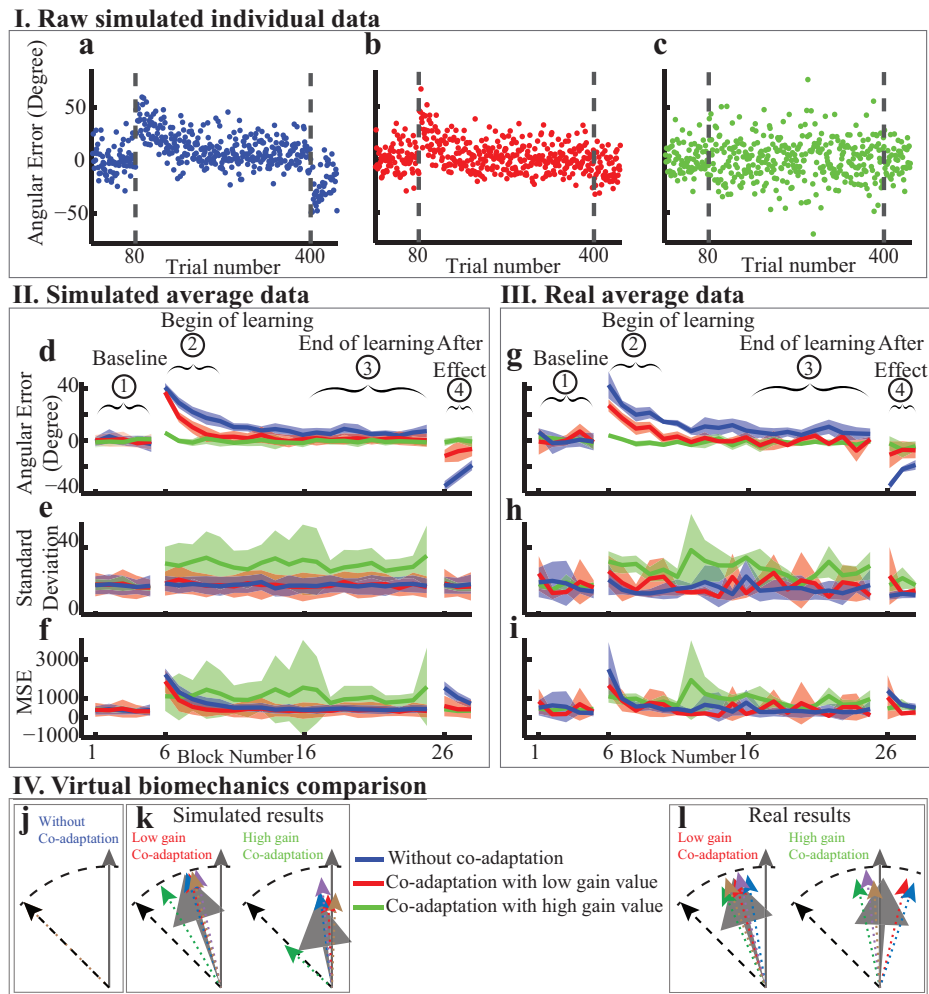 I. Raw simulated individual data
a
b
c
Angular Error (Degree)
50
0
−50
80
400
80
400
80
400
Trial number
Trial number
Trial number
II. Simulated average data
III. Real average data
Begin of learning
2
d
Baseline
1
End of learning
3
After
Effect
4
Angular Error
(Degree)
40
0
−40
e
Standard
Deviation
40
0
f
MSE
3000
1000
0
−1000
1
6
16
26
Block Number
Begin of learning
2
g
Baseline
1
End of learning
3
After
Effect
4
h
i
1
6
16
26
Block Number
IV. Virtual biomechanics comparison
j
Without
Co-adaptation
k
Simulated results
Low gain
Co-adaptation
High gain
Co-adaptation
Without co-adaptation
Co-adaptation with low gain value
Co-adaptation with high gain value
l
Real results
Low gain
Co-adaptation
High gain
Co-adaptation